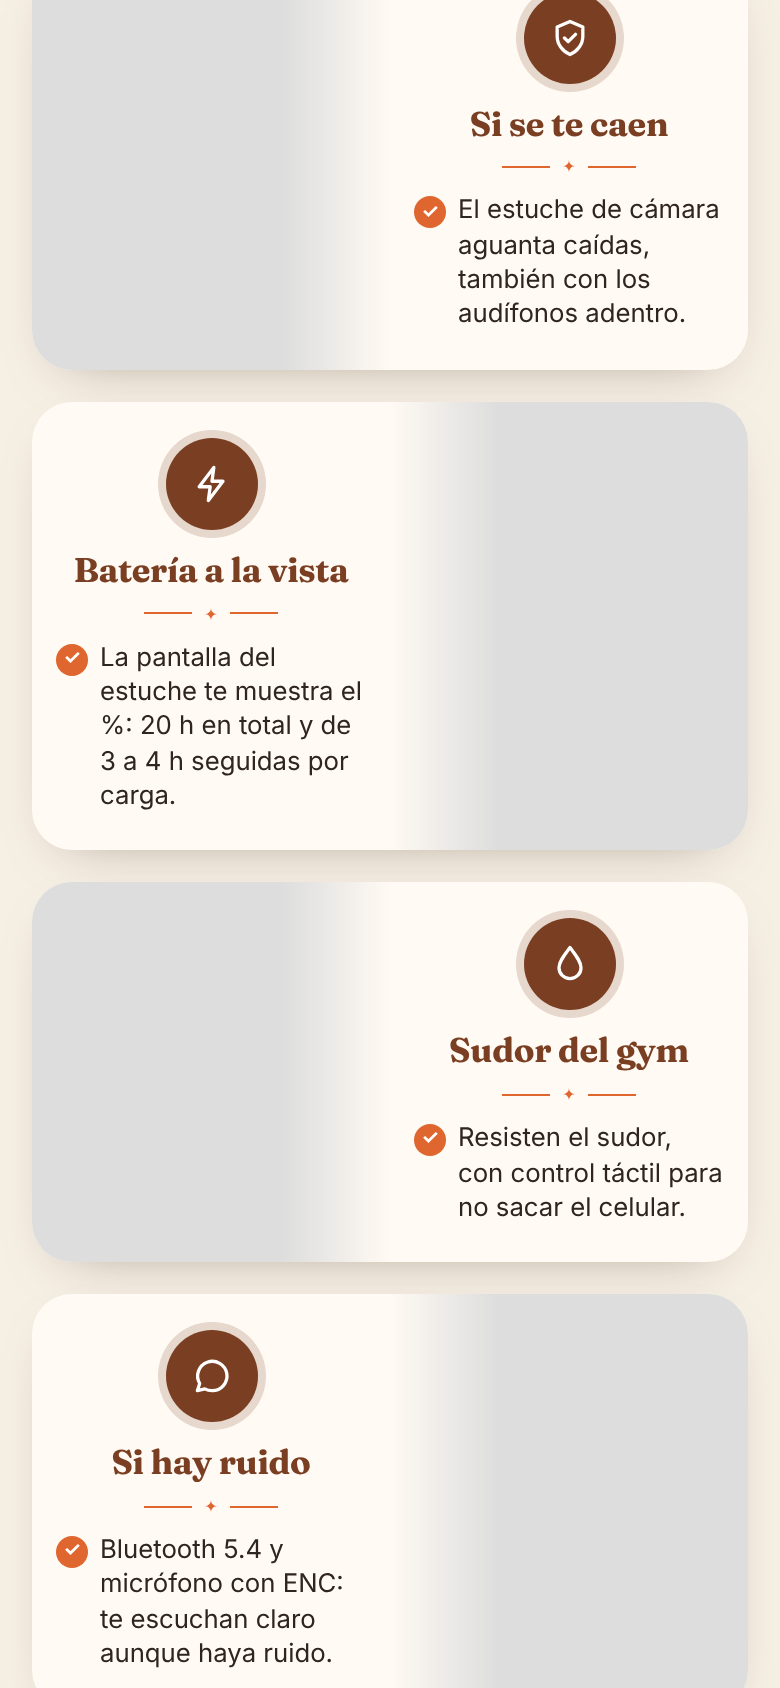 Si se te caen
El estuche de cámara
aguanta caídas,
también con los
audífonos adentro.
Batería a la vista
La pantalla del
estuche te muestra el
%: 20 h en total y de
3 a 4 h seguidas por
carga.
Sudor del gym
Resisten el sudor,
con control táctil para
no sacar el celular.
Si hay ruido
Bluetooth 5.4 y
micrófono con ENC:
te escuchan claro
aunque haya ruido.